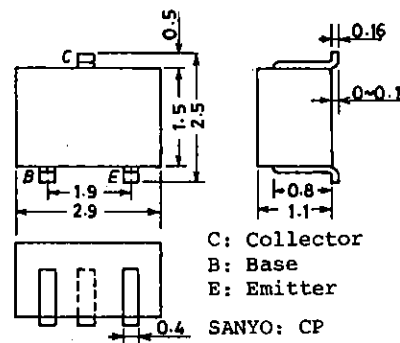 C
0.5
0.16
1.5
2.5
0~0.1
B
E
1.9
2.9
0.8
1.1
C: Collector
B: Base
E: Emitter
0.4
SANYO: CP